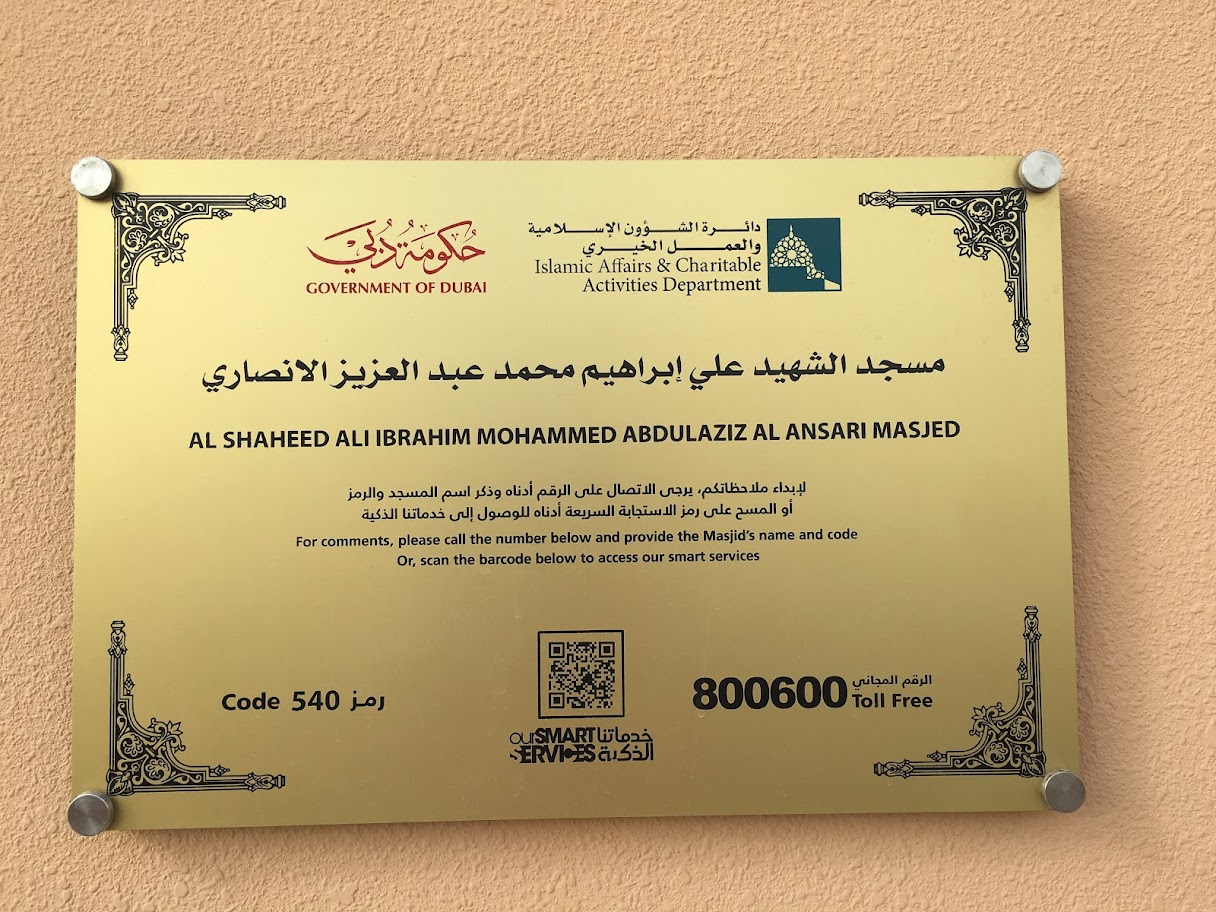 حكومة دبي
GOVERNMENT OF DUBAI
دائرة الشؤون الإسلامية
والعمل الخيري
Islamic Affairs & Charitable
Activities Department
مسجد الشهيد علي إبراهيم محمد عبد العزيز الانصاري
AL SHAHEED ALI IBRAHIM MOHAMMED ABDULAZIZ AL ANSARI MASJED
لإبداء ملاحظاتكم، يرجى الاتصال على الرقم أدناه وذكر اسم المسجد والرمز
أو المسح على رمز الاستجابة السريعة أدناه للوصول إلى خدماتنا الذكية
For comments, please call the number below and provide the Masjid's name and code
Or, scan the barcode below to access our smart services
Code 540 رمز
ourSMART خدماتنا
SERVICES الذكية
800600 الرقم المجاني
Toll Free